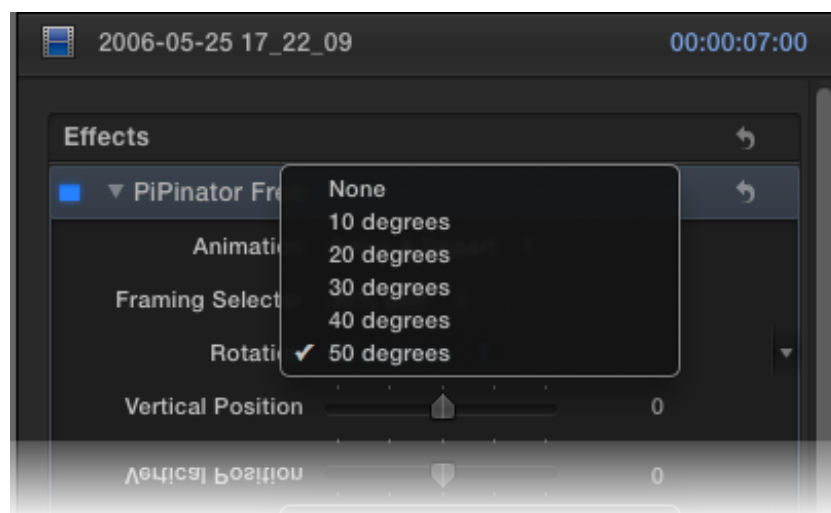 2006-05-25 17_22_09 00:00:07:00
Effects
PiPinator Fre
None
10 degrees
Animati
20 degrees
Framing Select
30 degrees
40 degrees
Rotati ✓ 50 degrees
Vertical Position 0
Vertical Position 0